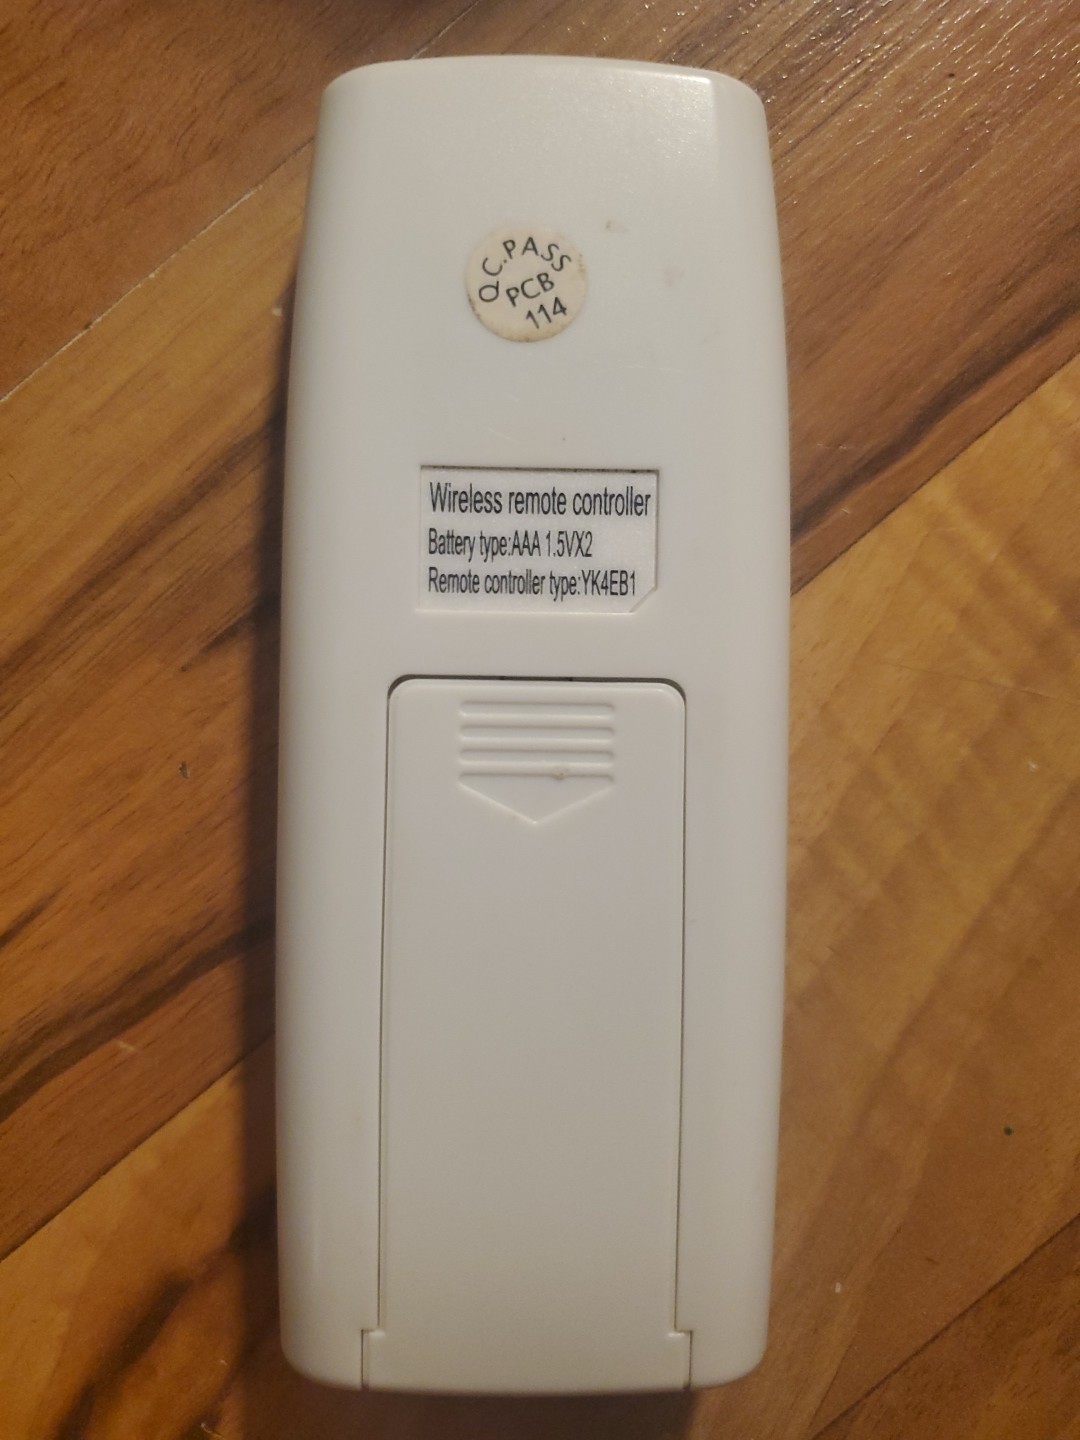 Q.C.PASS
PCB
114
Wireless remote controller
Battery type:AAA 1.5VX2
Remote controller type:YK4EB1